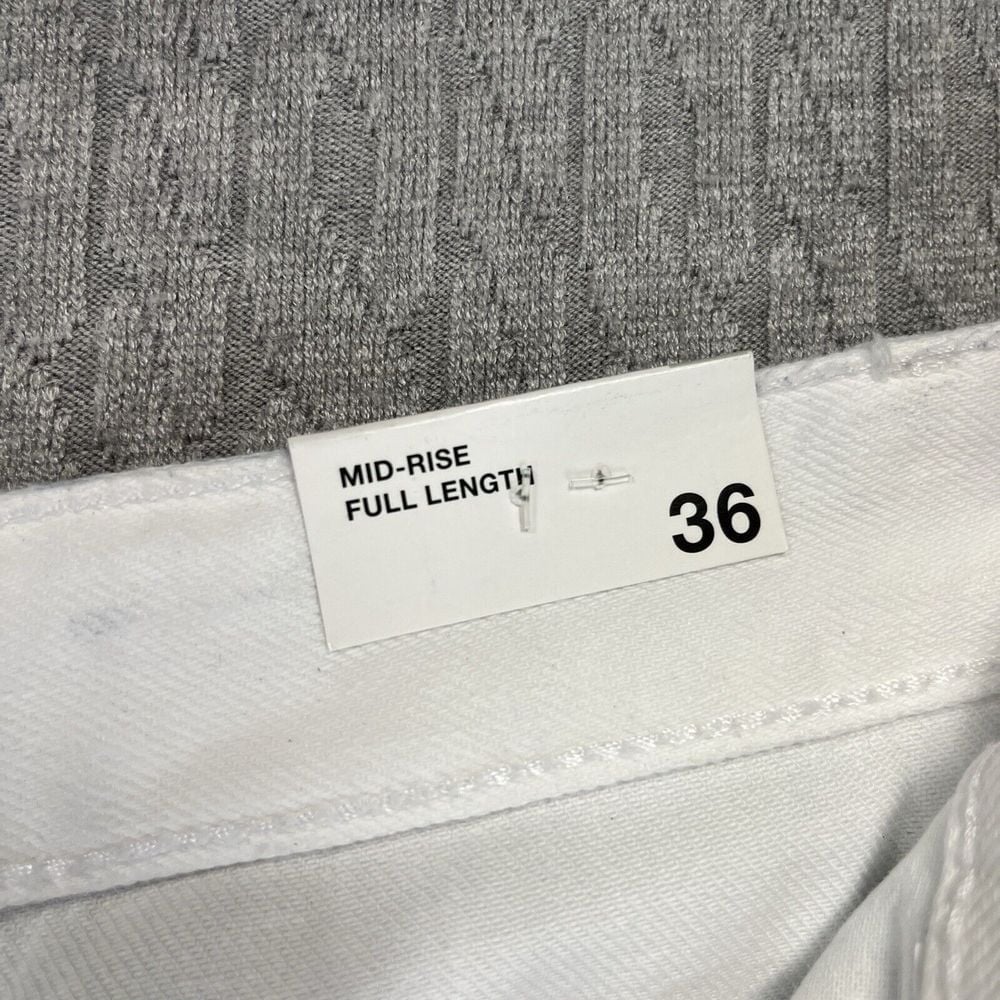 MID-RISE
FULL LENGTH
36